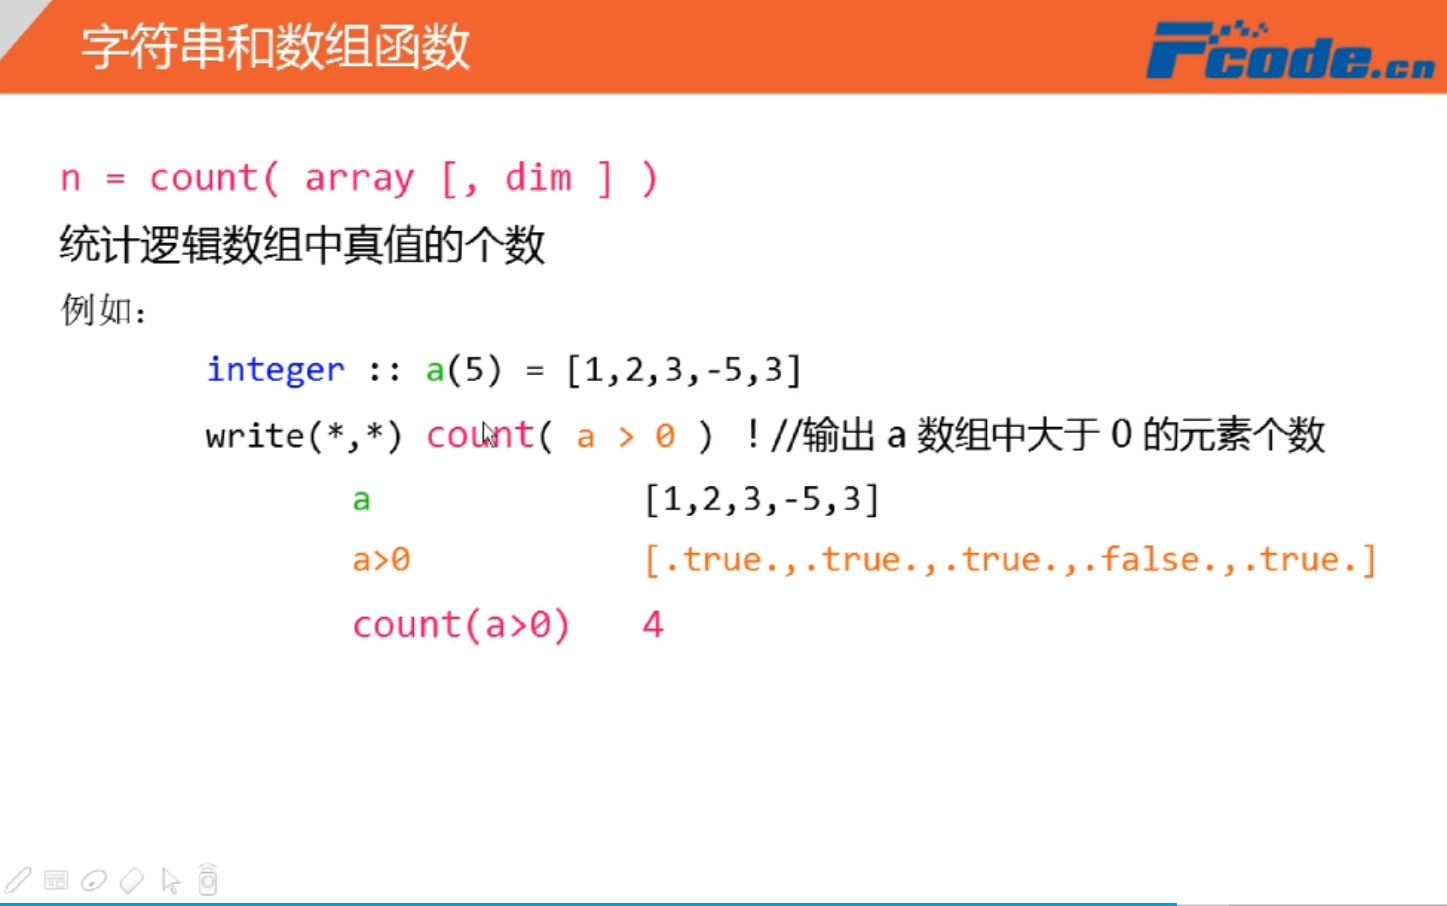 字符串和数组函数
Fcode.cn
n = count( array [, dim ] )
统计逻辑数组中真值的个数
例如：
integer :: a(5) = [1,2,3,-5,3]
write(*,*) count( a > 0 ) ！//输出 a 数组中大于 0 的元素个数
a [1,2,3,-5,3]
a>0 [.true.,.true.,.true.,.false.,.true.]
count(a>0) 4